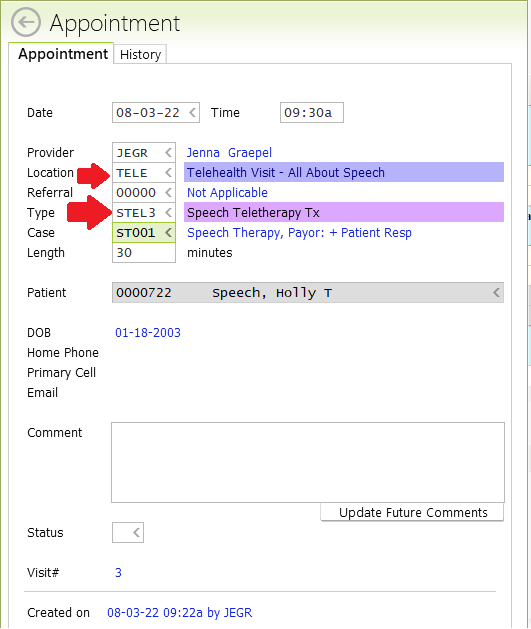 Appointment
Appointment History
Date 08-03-22 Time 09:30a
Provider JEGR Jenna Graepel
Location TELE Telehealth Visit - All About Speech
Referral 00000 Not Applicable
Type STEL3 Speech Teletherapy Tx
Case ST001 Speech Therapy, Payor: + Patient Resp
Length 30 minutes
Patient 0000722 Speech, Holly T
DOB 01-18-2003
Home Phone
Primary Cell
Email
Comment
Update Future Comments
Status
Visit# 3
Created on 08-03-22 09:22a by JEGR